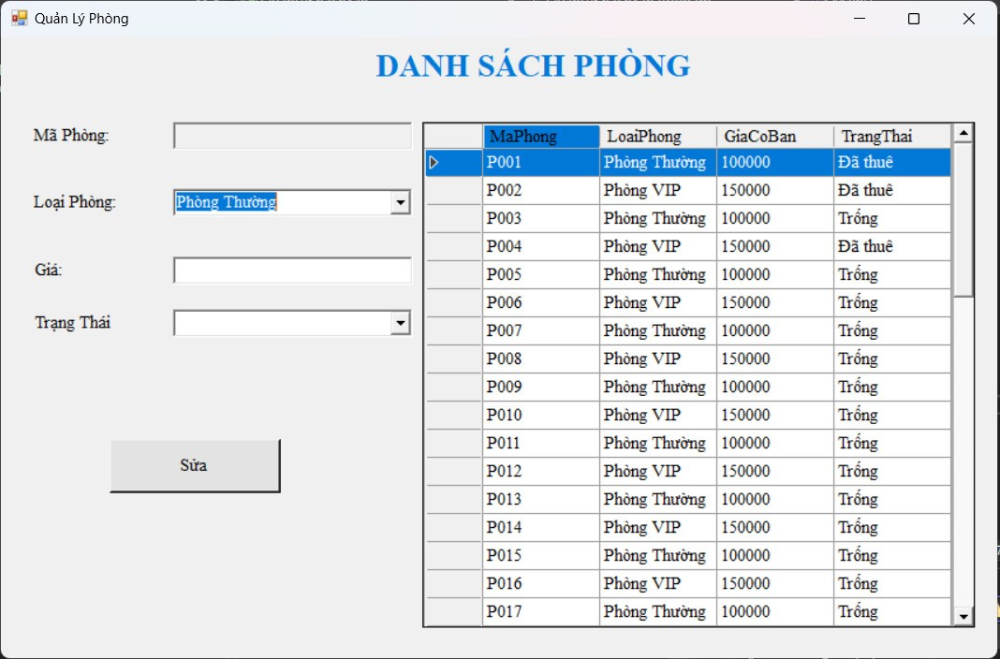 Quản Lý Phòng
DANH SÁCH PHÒNG
Mã Phòng:
Loại Phòng: Phòng Thường
Giá:
Trạng Thái
Sửa
MaPhong LoaiPhong GiaCoBan TrangThai
P001 Phòng Thường 100000 Đã thuê
P002 Phòng VIP 150000 Đã thuê
P003 Phòng Thường 100000 Trống
P004 Phòng VIP 150000 Đã thuê
P005 Phòng Thường 100000 Trống
P006 Phòng VIP 150000 Trống
P007 Phòng Thường 100000 Trống
P008 Phòng VIP 150000 Trống
P009 Phòng Thường 100000 Trống
P010 Phòng VIP 150000 Trống
P011 Phòng Thường 100000 Trống
P012 Phòng VIP 150000 Trống
P013 Phòng Thường 100000 Trống
P014 Phòng VIP 150000 Trống
P015 Phòng Thường 100000 Trống
P016 Phòng VIP 150000 Trống
P017 Phòng Thường 100000 Trống